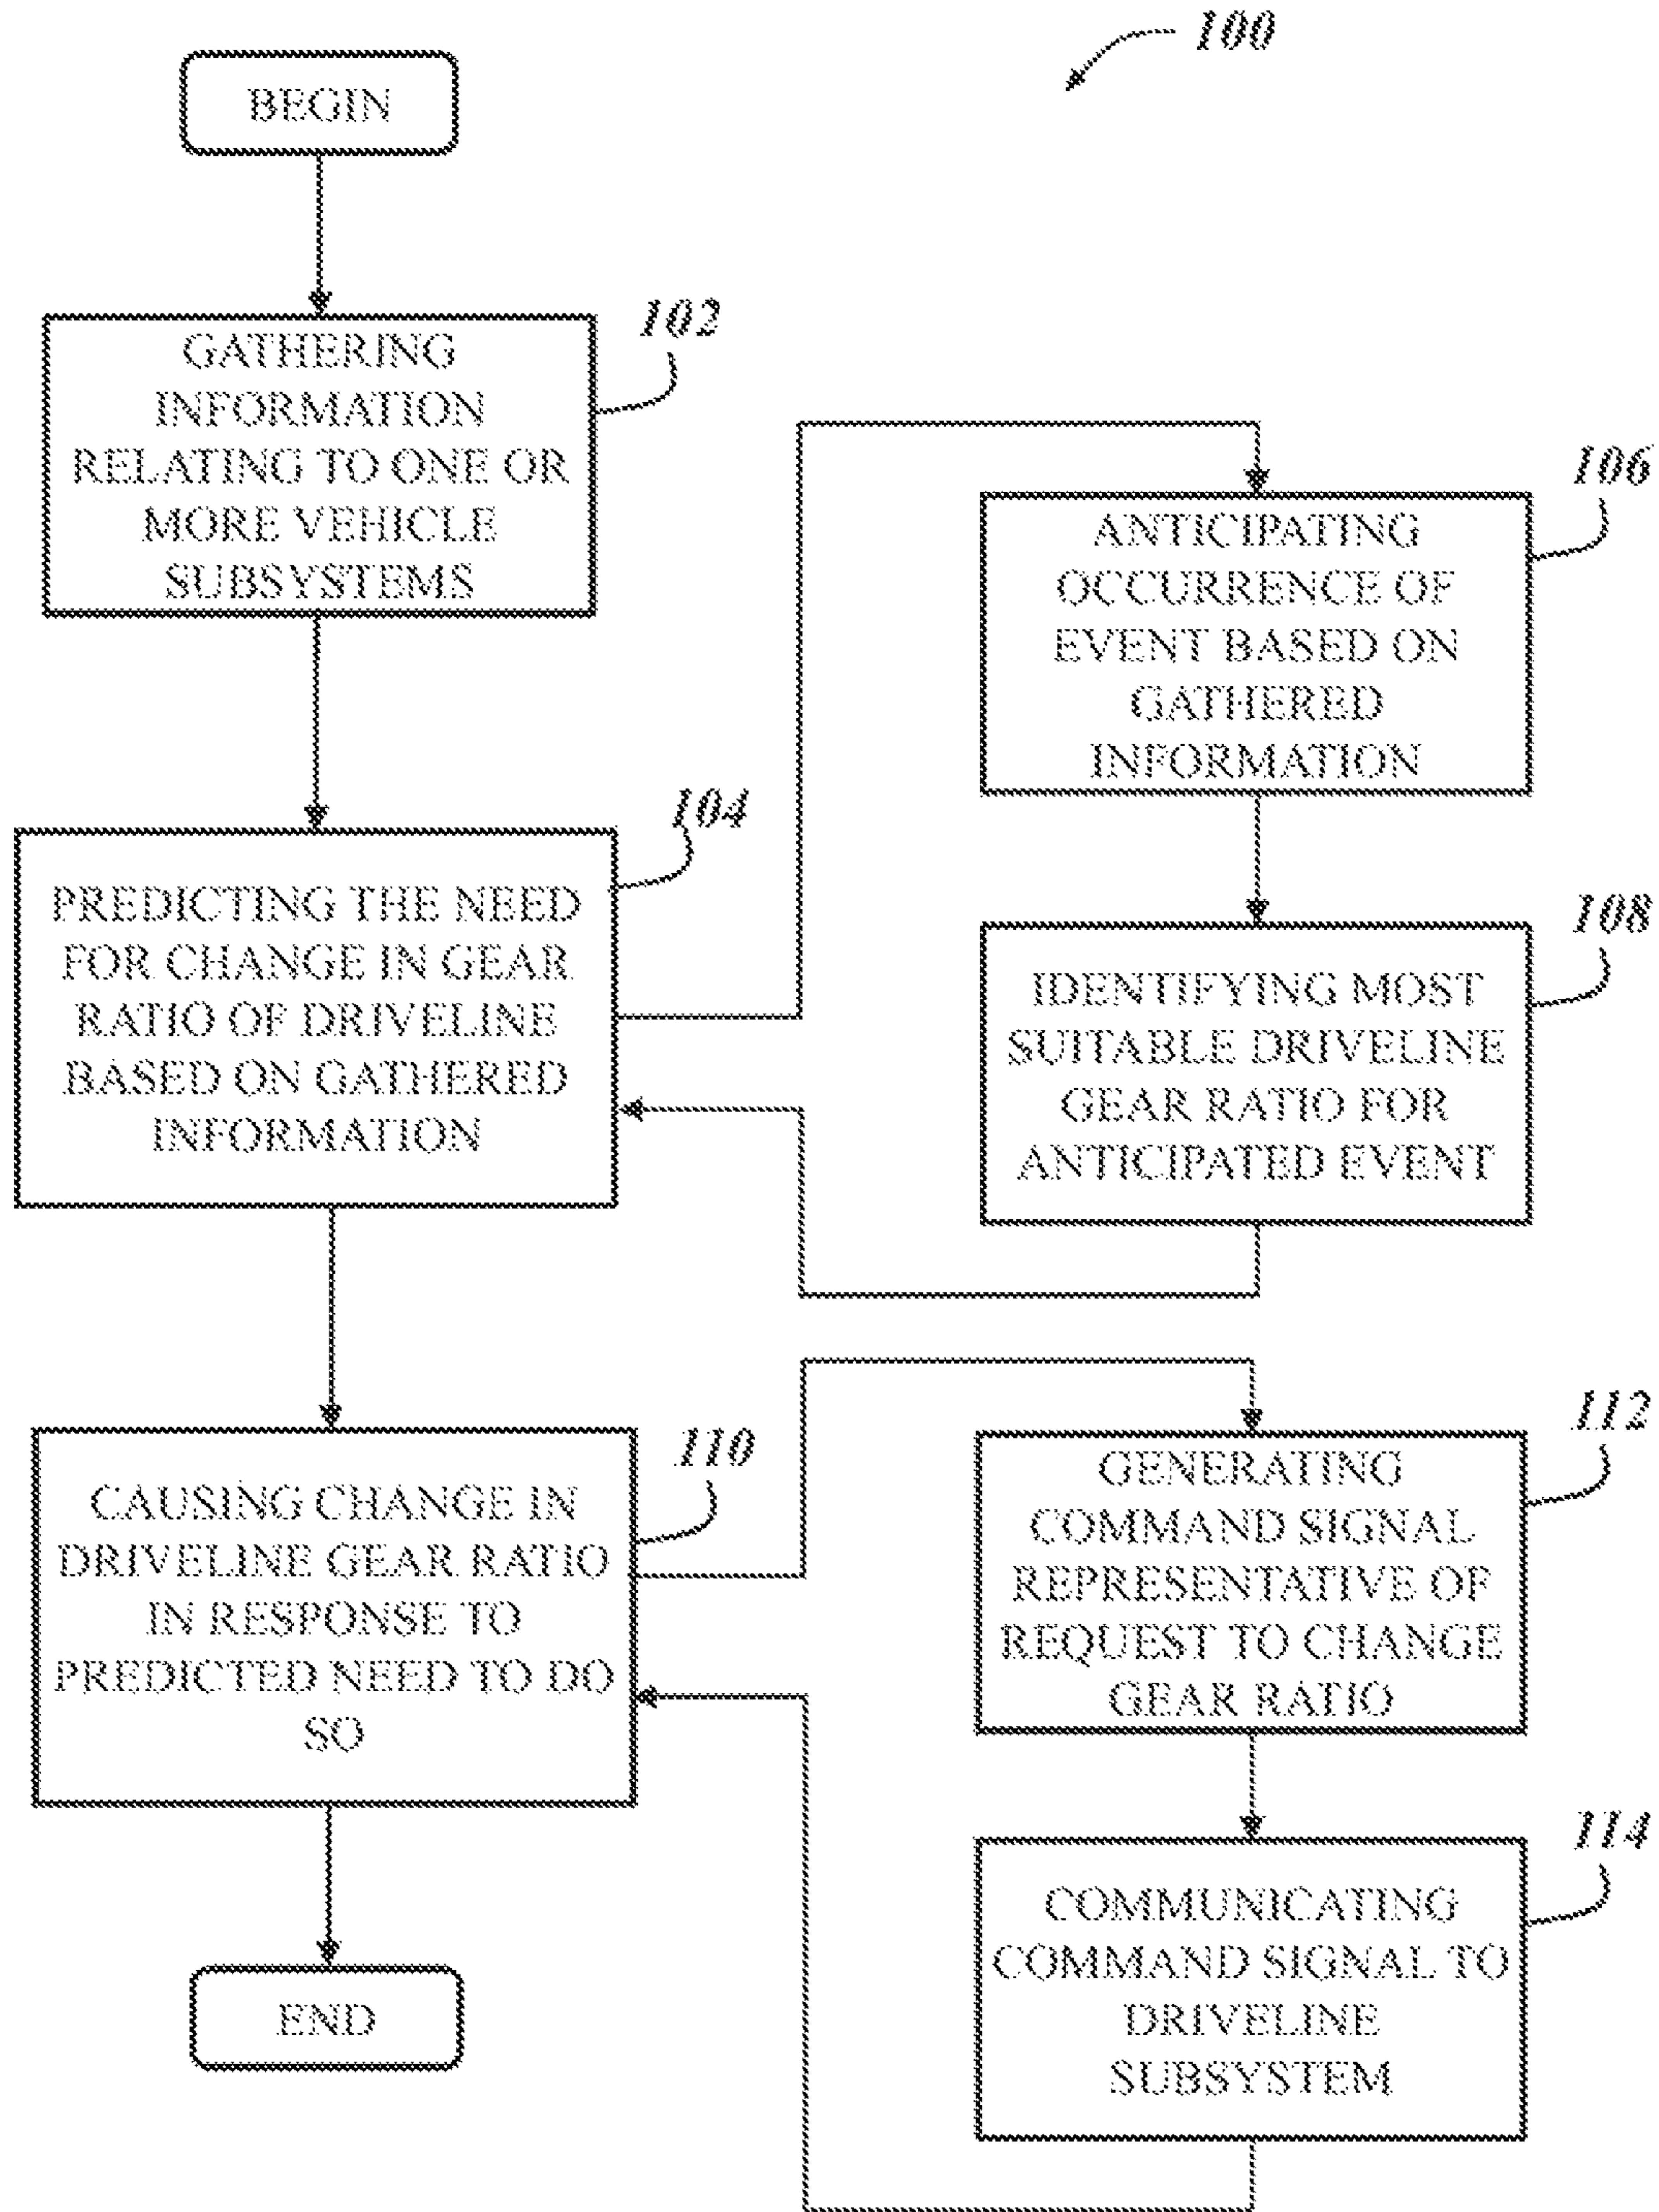 100
BEGIN
102
GATHERING
INFORMATION
RELATING TO ONE OR
MORE VEHICLE
SUBSYSTEMS
104
PREDICTING THE NEED
FOR CHANGE IN GEAR
RATIO OF DRIVELINE
BASED ON GATHERED
INFORMATION
106
ANTICIPATING
OCCURRENCE OF
EVENT BASED ON
GATHERED
INFORMATION
108
IDENTIFYING MOST
SUITABLE DRIVELINE
GEAR RATIO FOR
ANTICIPATED EVENT
110
CAUSING CHANGE IN
DRIVELINE GEAR RATIO
IN RESPONSE TO
PREDICTED NEED TO DO
SO
112
GENERATING
COMMAND SIGNAL
REPRESENTATIVE OF
REQUEST TO CHANGE
GEAR RATIO
114
COMMUNICATING
COMMAND SIGNAL TO
DRIVELINE
SUBSYSTEM
END